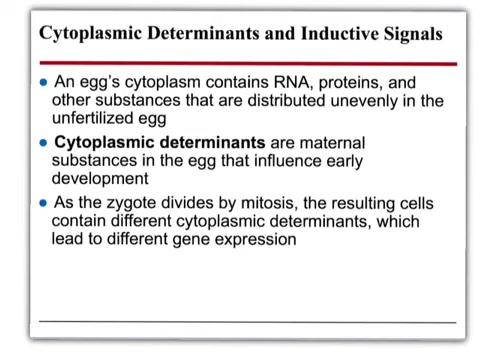 Cytoplasmic Determinants and Inductive Signals
• An egg's cytoplasm contains RNA, proteins, and
other substances that are distributed unevenly in the
unfertilized egg
• Cytoplasmic determinants are maternal
substances in the egg that influence early
development
• As the zygote divides by mitosis, the resulting cells
contain different cytoplasmic determinants, which
lead to different gene expression